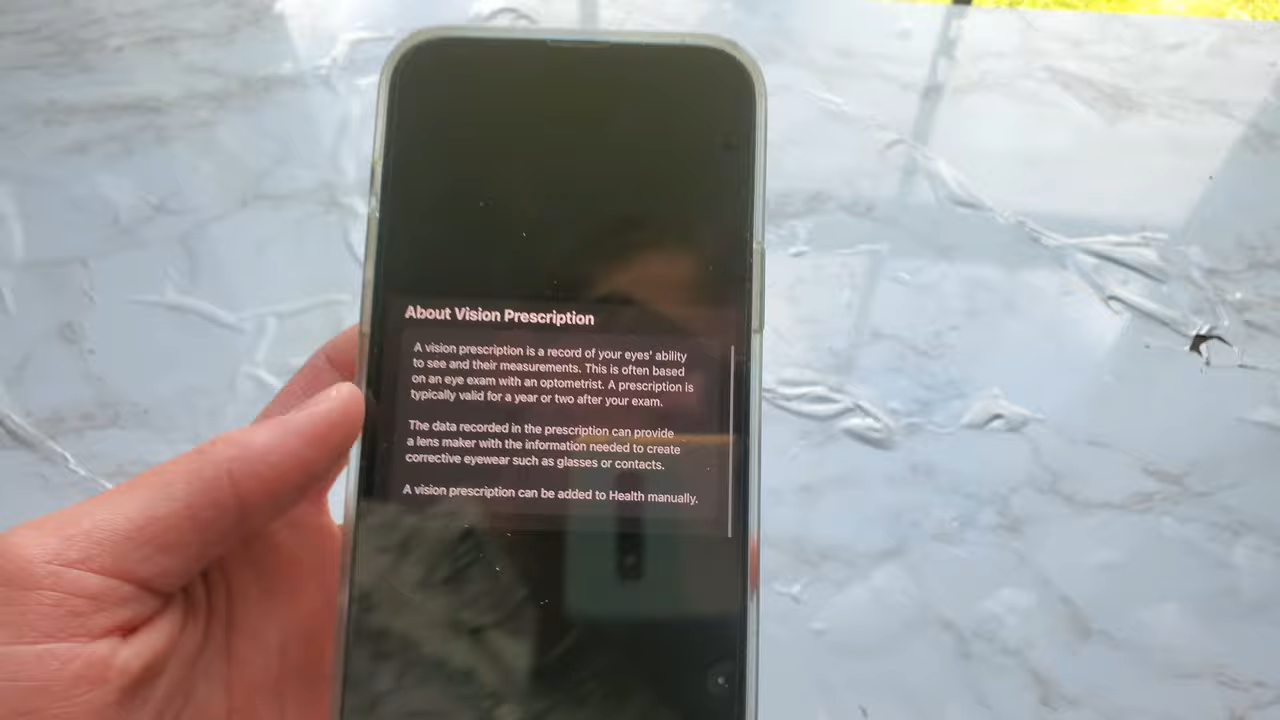 About Vision Prescription
A vision prescription is a record of your eyes' ability
to see and their measurements. This is often based
on an eye exam with an optometrist. A prescription is
typically valid for a year or two after your exam.
The data recorded in the prescription can provide
a lens maker with the information needed to create
corrective eyewear such as glasses or contacts.
A vision prescription can be added to Health manually.